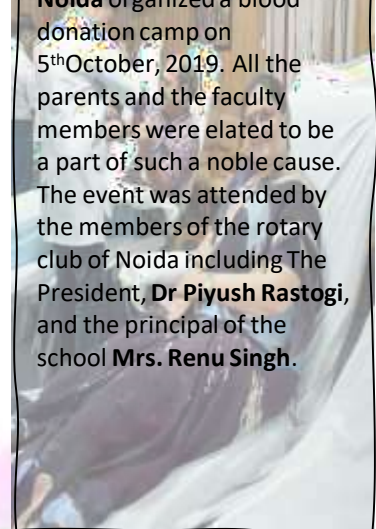 Noida organized a blood
donation camp on
5thOctober, 2019. All the
parents and the faculty
members were elated to be
a part of such a noble cause.
The event was attended by
the members of the rotary
club of Noida including The
President, Dr Piyush Rastogi,
and the principal of the
school Mrs. Renu Singh.